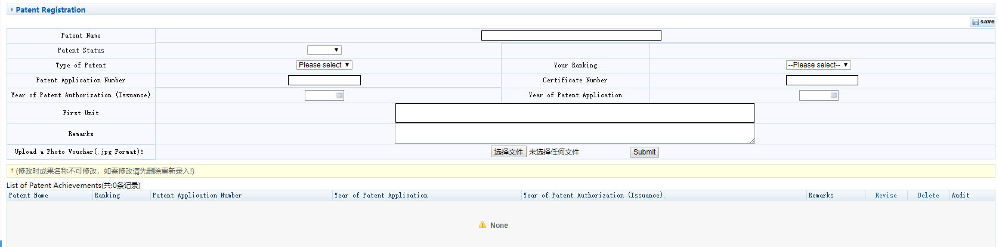 Patent Registration
save
Patent Name
Patent Status
Type of Patent Please select Your Ranking --Please select--
Patent Application Number Certificate Number
Year of Patent Authorization (Issuance) Year of Patent Application
First Unit
Remarks
Upload a Photo Voucher(.jpg Format): 选择文件 未选择任何文件 Submit
! (修改时成果名称不可修改，如需修改请先删除重新录入!)
List of Patent Achievements(共:0条记录)
Patent Name Ranking Patent Application Number Year of Patent Application Year of Patent Authorization (Issuance). Remarks Revise Delete Audit
None